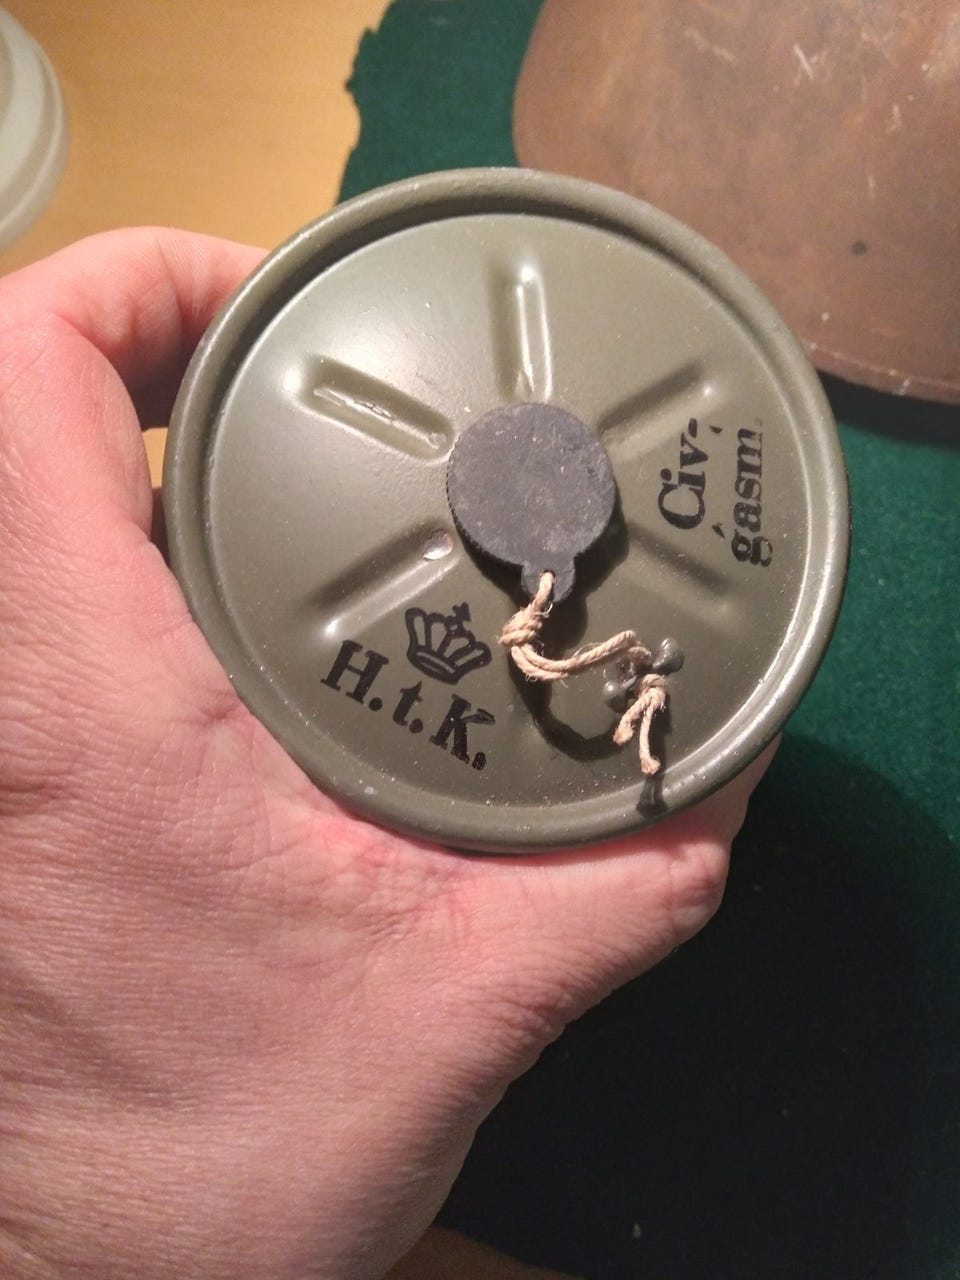 H.t.K.
Civ-
gasm.